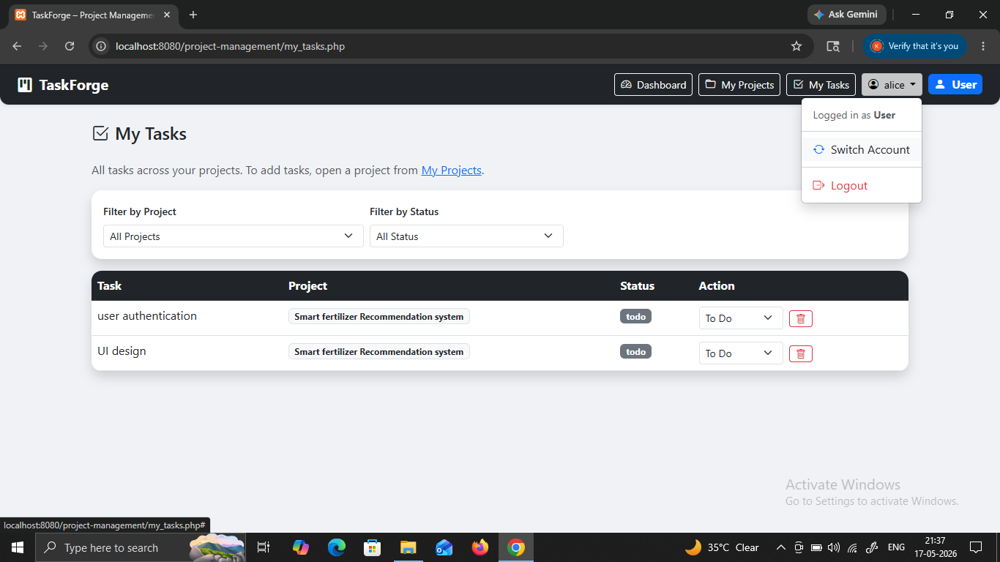 TaskForge – Project Manageme
Ask Gemini
localhost:8080/project-management/my_tasks.php
K
Verify that it's you
TaskForge
Dashboard
My Projects
My Tasks
alice
User
Logged in as User
Switch Account
Logout
My Tasks
All tasks across your projects. To add tasks, open a project from My Projects.
Filter by Project
Filter by Status
All Projects
All Status
Task Project Status Action
user authentication Smart fertilizer Recommendation system todo To Do
UI design Smart fertilizer Recommendation system todo To Do
Activate Windows
Go to Settings to activate Windows.
localhost:8080/project-management/my_tasks.php#
Type here to search
35°C Clear
ENG
21:37
17-05-2026